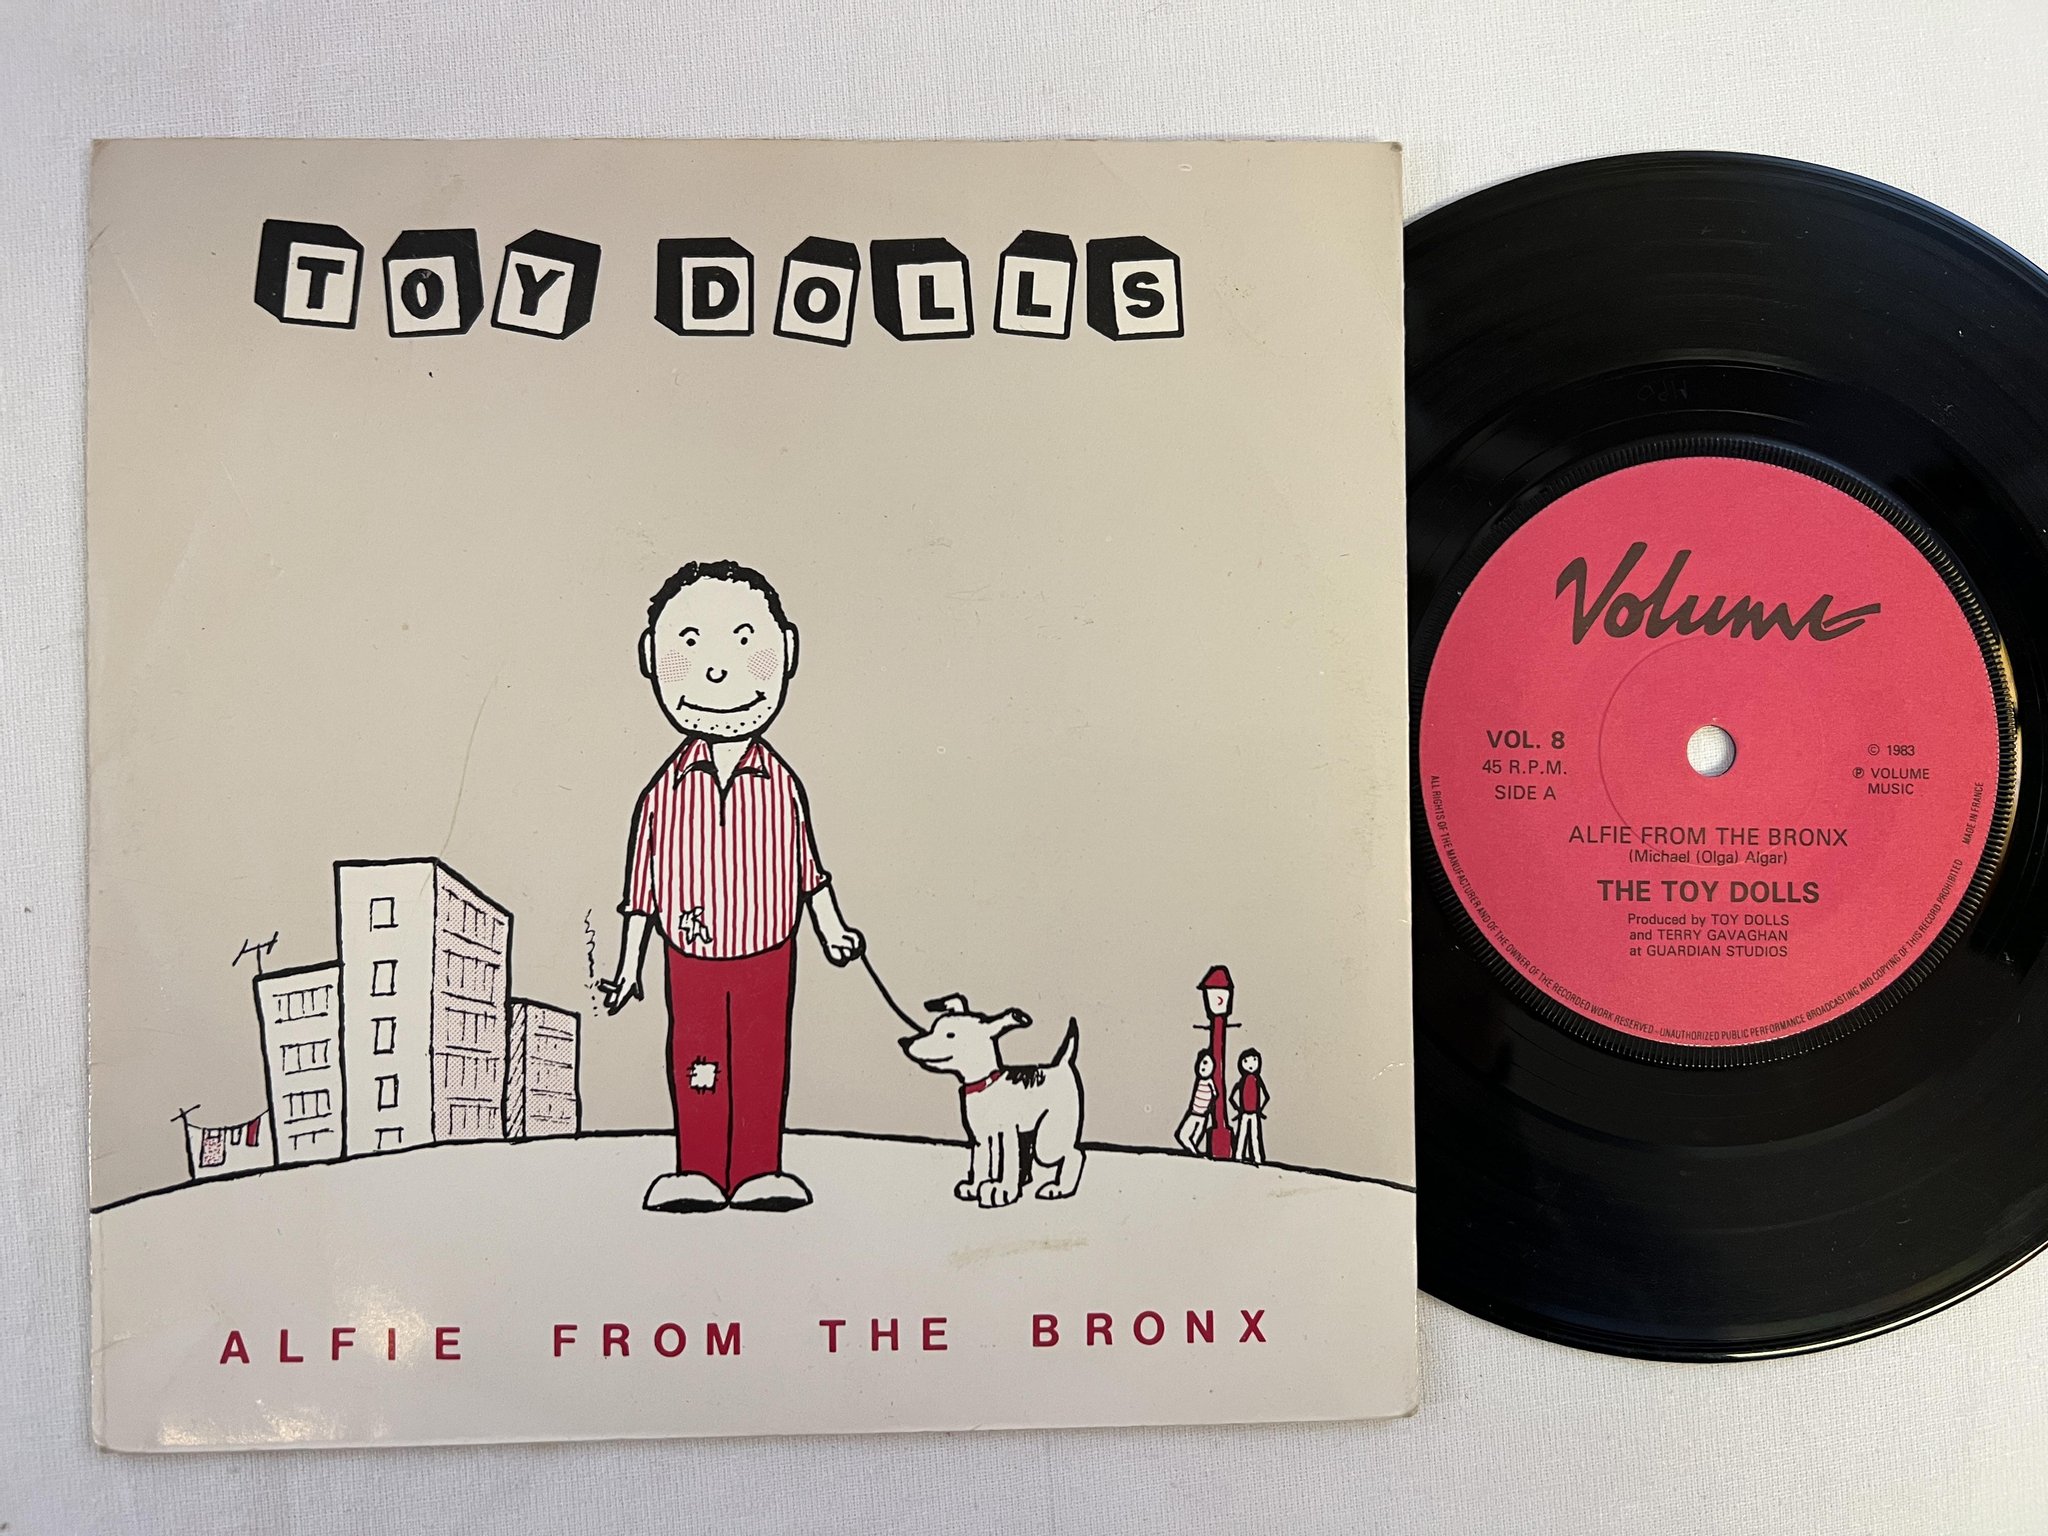 TOY DOLLS
ALFIE FROM THE BRONX
Volume
VOL. 8
45 R.P.M.
SIDE A
© 1983
℗ VOLUME
MUSIC
ALFIE FROM THE BRONX
(Michael (Olga) Algar)
THE TOY DOLLS
Produced by TOY DOLLS
and TERRY GAVAGHAN
at GUARDIAN STUDIOS
ALL RIGHTS OF THE MANUFACTURER AND OF THE OWNER OF THE RECORDED WORK RESERVED - UNAUTHORIZED PUBLIC PERFORMANCE BROADCASTING AND COPYING OF THIS RECORD PROHIBITED MADE IN FRANCE